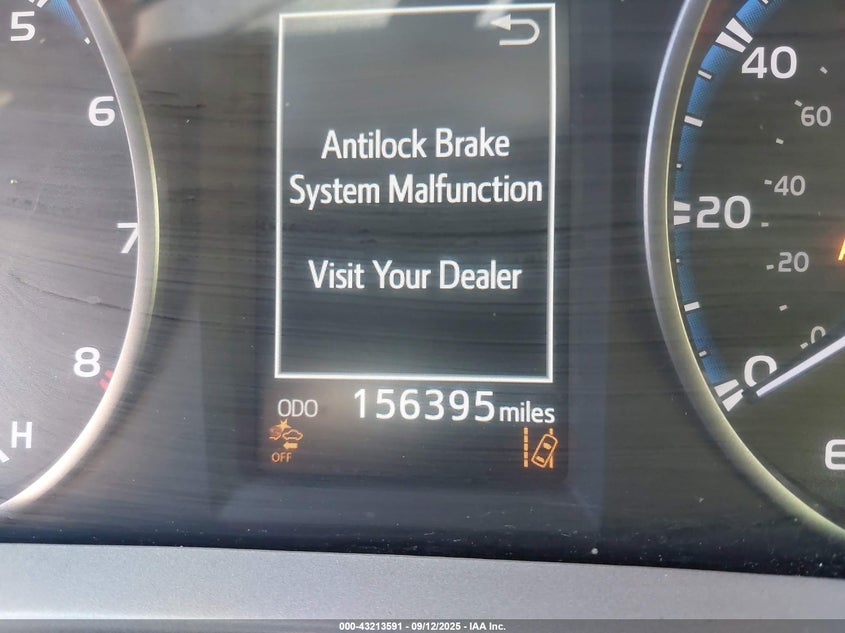 5
6
7
8
H
Antilock Brake
System Malfunction
Visit Your Dealer
ODO 156395 miles
OFF
40
60
40
20
20
0
0
000-43213591 - 09/12/2025 - IAA Inc.